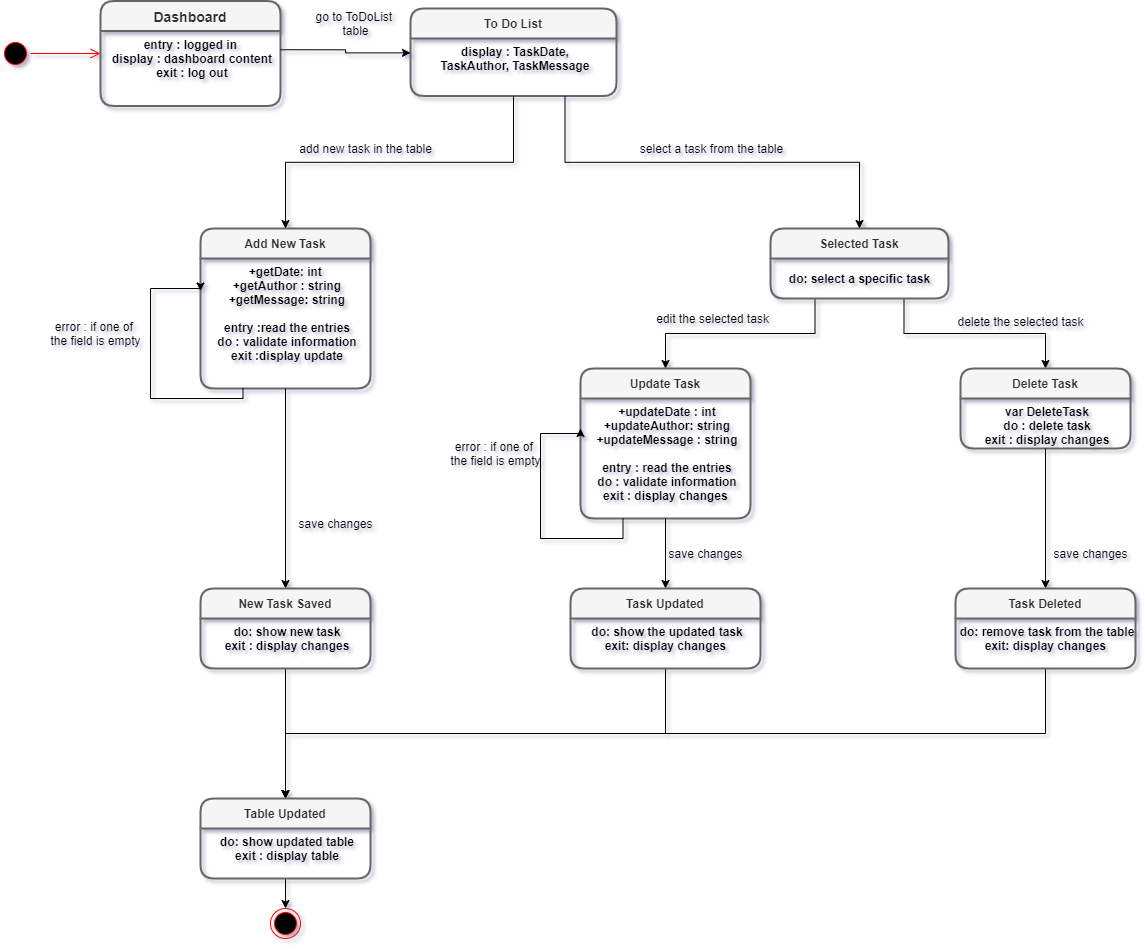 Dashboard
entry : logged in
display : dashboard content
exit : log out
go to ToDoList
table
To Do List
display : TaskDate,
TaskAuthor, TaskMessage
add new task in the table
select a task from the table
Add New Task
+getDate: int
+getAuthor : string
+getMessage: string
entry :read the entries
do : validate information
exit :display update
error : if one of
the field is empty
Selected Task
do: select a specific task
edit the selected task
delete the selected task
Update Task
+updateDate : int
+updateAuthor: string
+updateMessage : string
entry : read the entries
do : validate information
exit : display changes
error : if one of
the field is empty
Delete Task
var DeleteTask
do : delete task
exit : display changes
save changes
save changes
save changes
New Task Saved
do: show new task
exit : display changes
Task Updated
do: show the updated task
exit: display changes
Task Deleted
do: remove task from the table
exit: display changes
Table Updated
do: show updated table
exit : display table